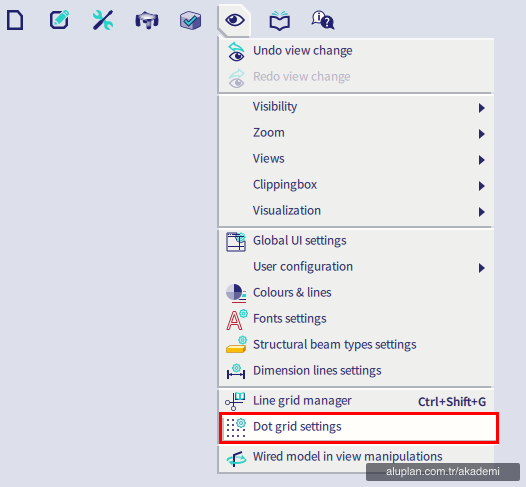 Undo view change
Redo view change
Visibility
Zoom
Views
Clippingbox
Visualization
Global UI settings
User configuration
Colours & lines
Fonts settings
Structural beam types settings
Dimension lines settings
Line grid manager Ctrl+Shift+G
Dot grid settings
Wired model in view manipulations
aluplan.com.tr/akademi